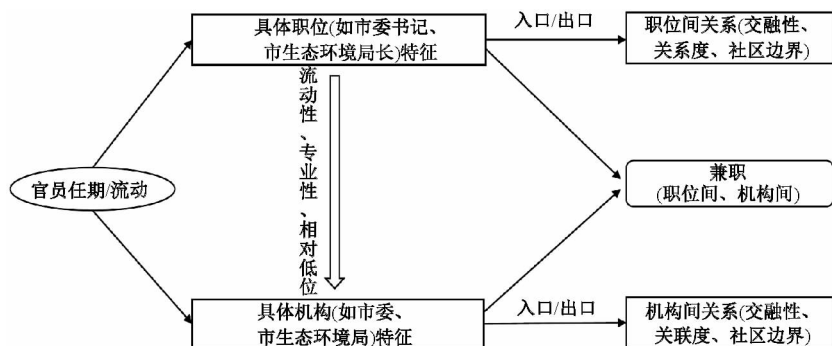 具体职位(如市委书记、
市生态环境局长)特征
入口/出口
职位间关系(交融性、
关系度、社区边界)
流动性、专业性、相对低位
官员任期/流动
兼职
(职位间、机构间)
具体机构(如市委、
市生态环境局)特征
入口/出口
机构间关系(交融性、
关联度、社区边界)